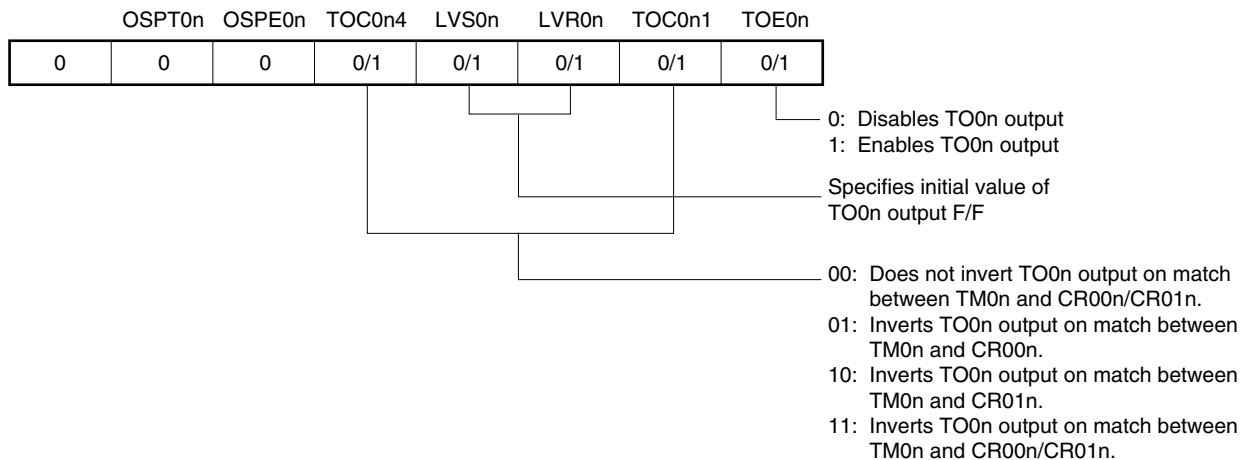 OSPT0n OSPE0n TOC0n4 LVS0n LVR0n TOC0n1 TOE0n
0 0 0 0/1 0/1 0/1 0/1 0/1
0: Disables TO0n output
1: Enables TO0n output
Specifies initial value of
TO0n output F/F
00: Does not invert TO0n output on match
between TM0n and CR00n/CR01n.
01: Inverts TO0n output on match between
TM0n and CR00n.
10: Inverts TO0n output on match between
TM0n and CR01n.
11: Inverts TO0n output on match between
TM0n and CR00n/CR01n.